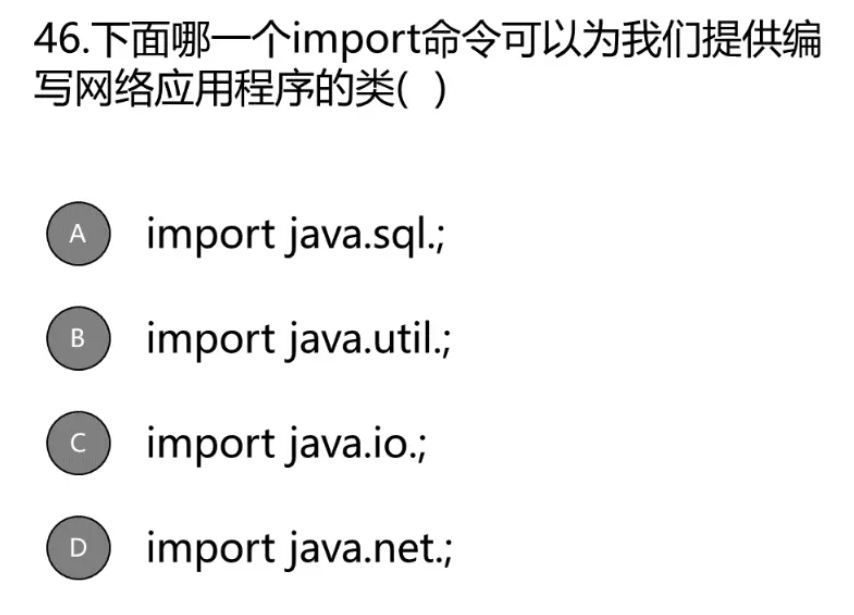 46.下面哪一个import命令可以为我们提供编
写网络应用程序的类( )
A import java.sql.;
B import java.util.;
C import java.io.;
D import java.net.;